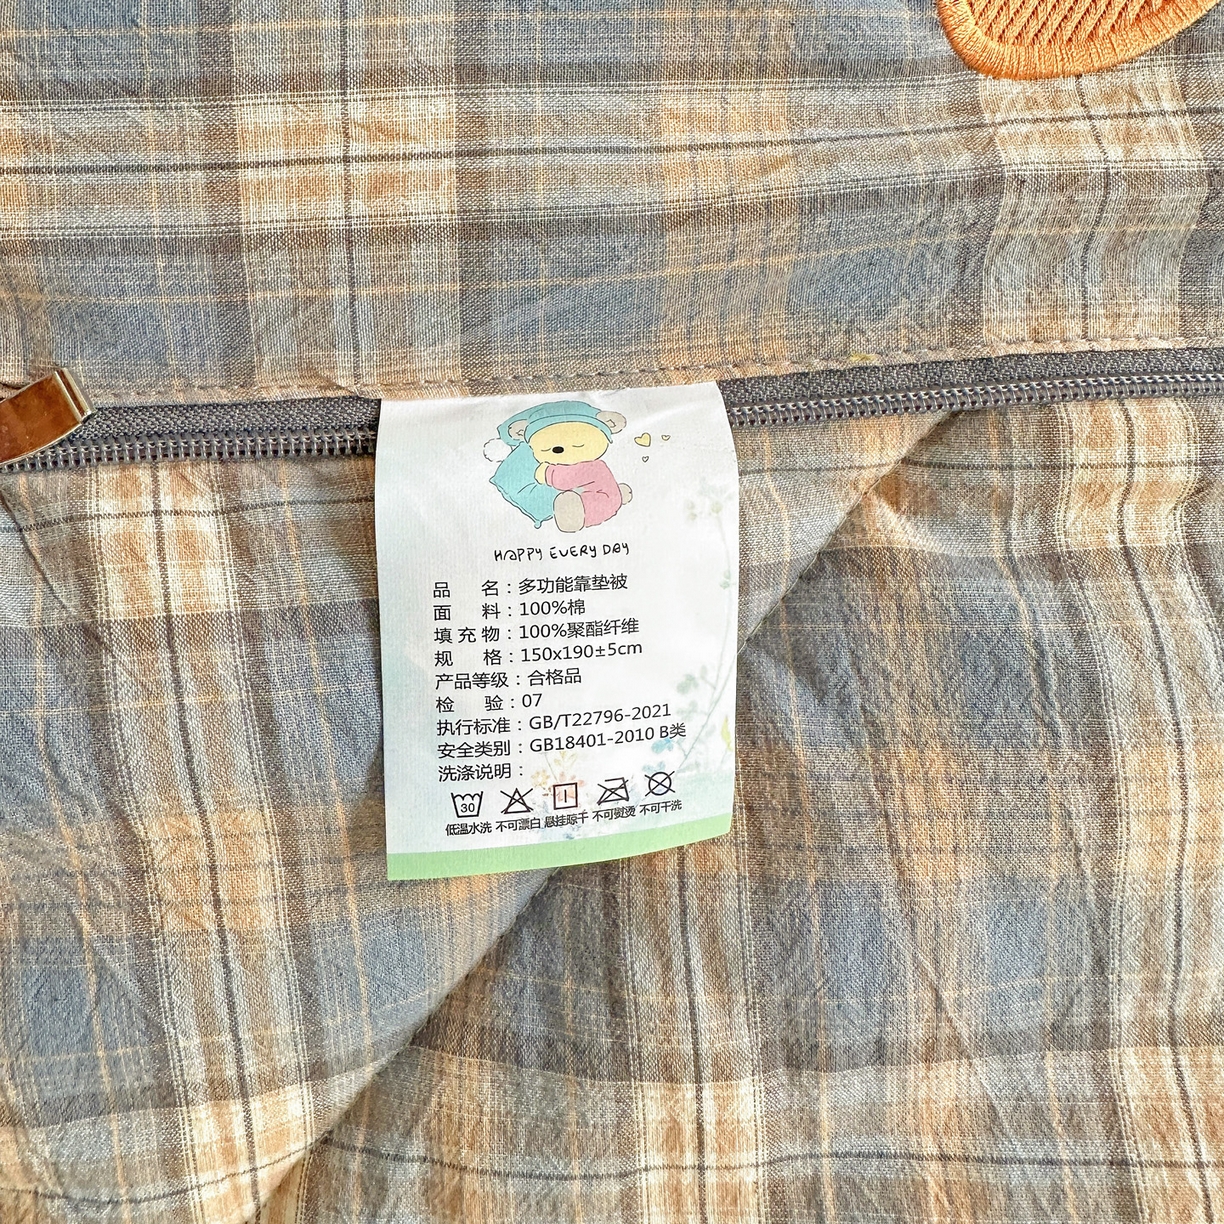 HAPPY EVERY DAY
品 名：多功能靠垫被
面 料：100%棉
填充物：100%聚酯纤维
规 格：150x190±5cm
产品等级：合格品
检 验：07
执行标准：GB/T22796-2021
安全类别：GB18401-2010 B类
洗涤说明：
30
低温水洗 不可漂白 悬挂晾干 不可熨烫 不可干洗